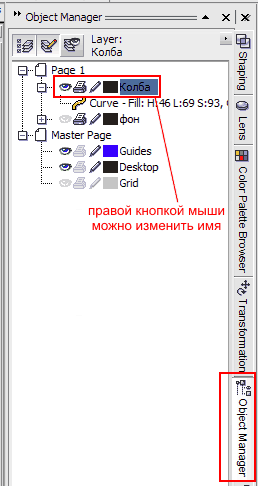 Object Manager
Layer:
Колба
Page 1
Колба
Curve - Fill: H:46 L:69 S:93, C
фон
Master Page
Guides
Desktop
Grid
правой кнопкой мыши
можно изменить имя
Shaping
Lens
Color Palette Browser
Transformation
Object Manager